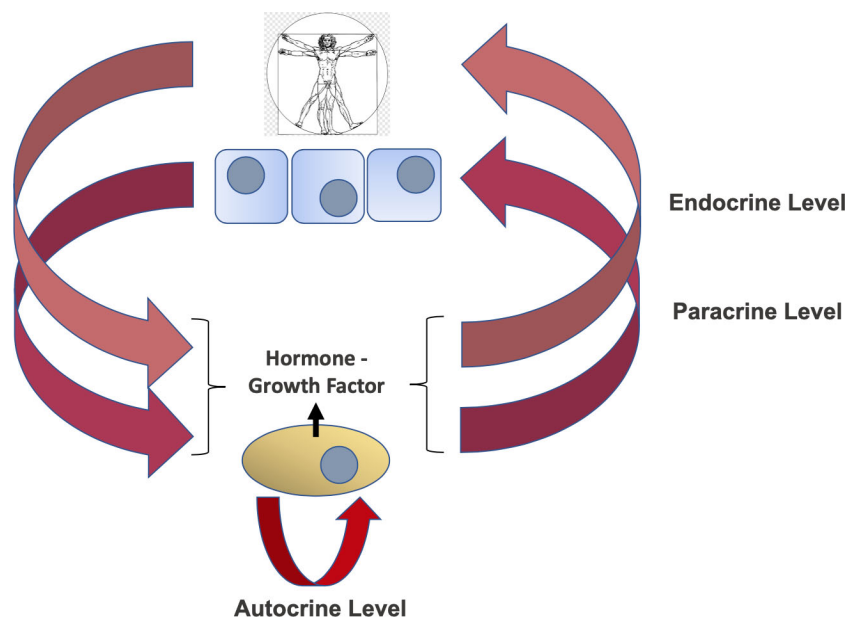 Endocrine Level
Paracrine Level
Hormone -
Growth Factor
Autocrine Level